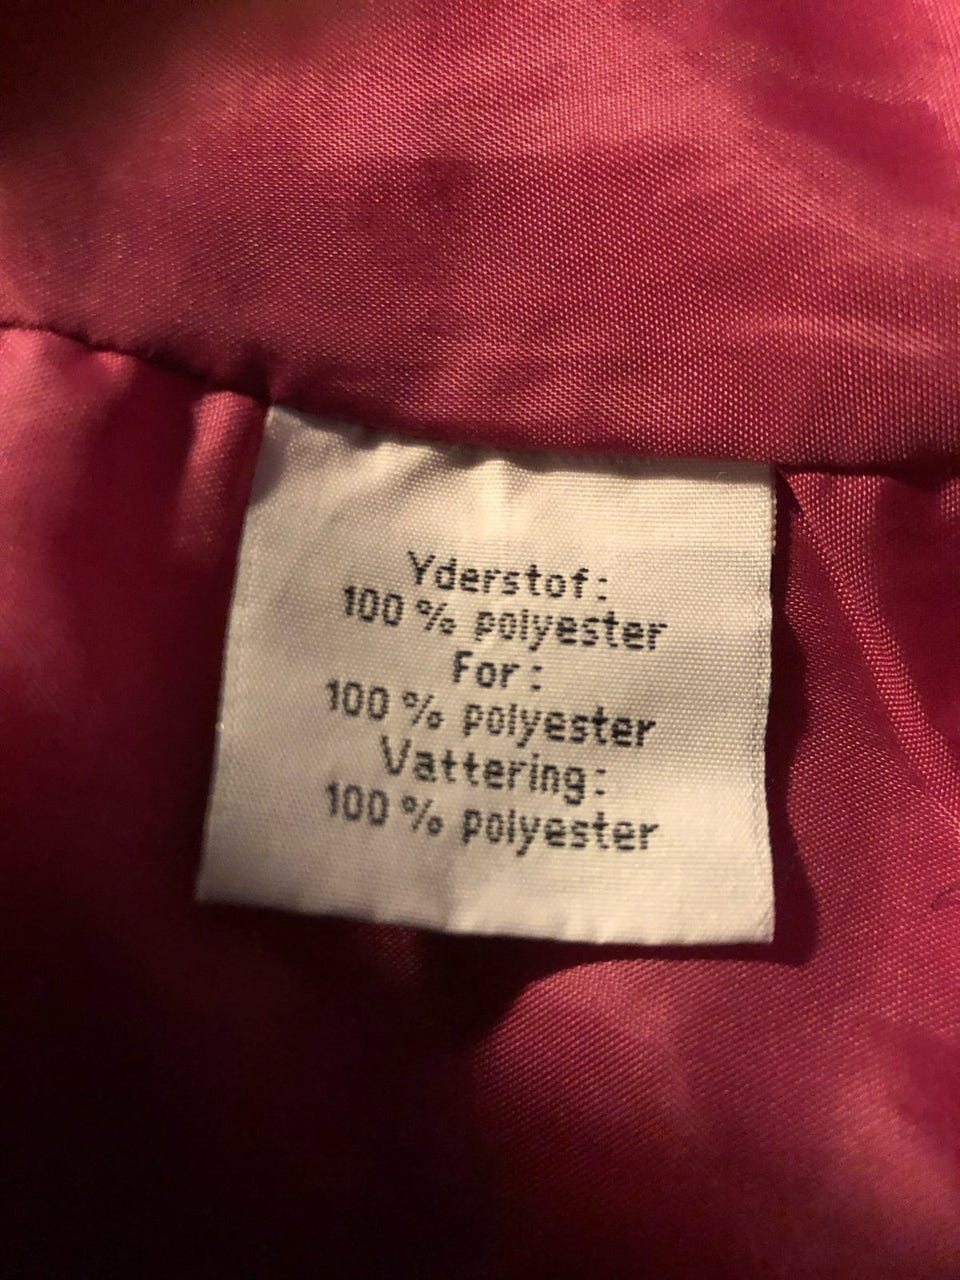 Yderstof:
100 % polyester
For:
100 % polyester
Vattering:
100 % polyester